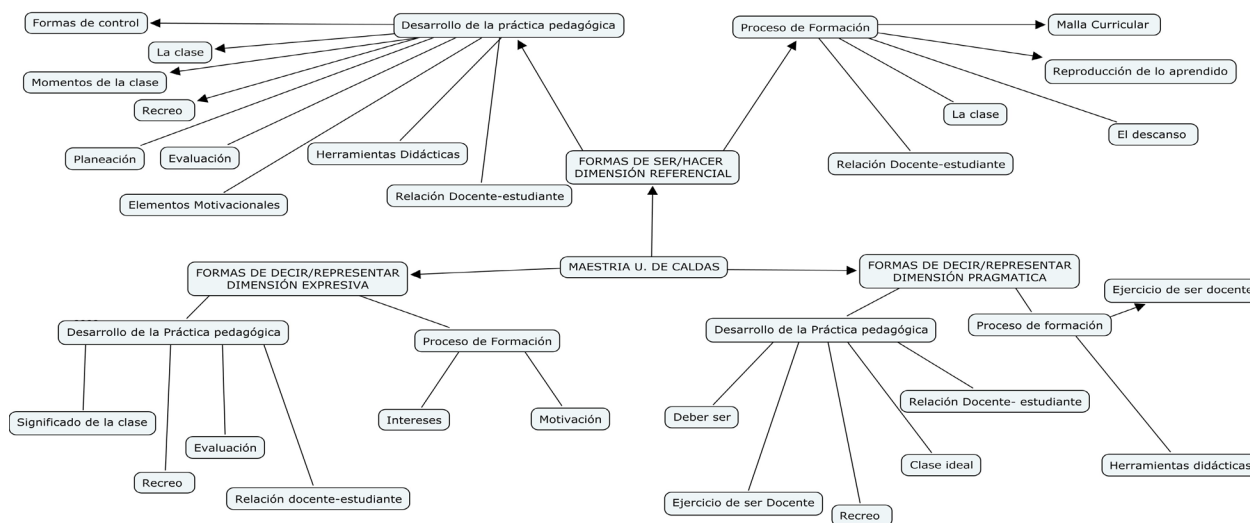 Formas de control
Desarrollo de la práctica pedagógica
Proceso de Formación
Malla Curricular
La clase
Momentos de la clase
Reproducción de lo aprendido
Recreo
La clase
El descanso
Planeación
Evaluación
Herramientas Didácticas
Relación Docente-estudiante
FORMAS DE SER/HACER
DIMENSIÓN REFERENCIAL
Relación Docente-estudiante
Elementos Motivacionales
MAESTRIA U. DE CALDAS
FORMAS DE DECIR/REPRESENTAR
DIMENSIÓN EXPRESIVA
FORMAS DE DECIR/REPRESENTAR
DIMENSIÓN PRAGMATICA
Ejercicio de ser docente
Desarrollo de la Práctica pedagógica
Proceso de Formación
Desarrollo de la Práctica pedagógica
Proceso de formación
Significado de la clase
Evaluación
Recreo
Relación docente-estudiante
Intereses
Motivación
Deber ser
Relación Docente- estudiante
Clase ideal
Herramientas didácticas
Ejercicio de ser Docente
Recreo